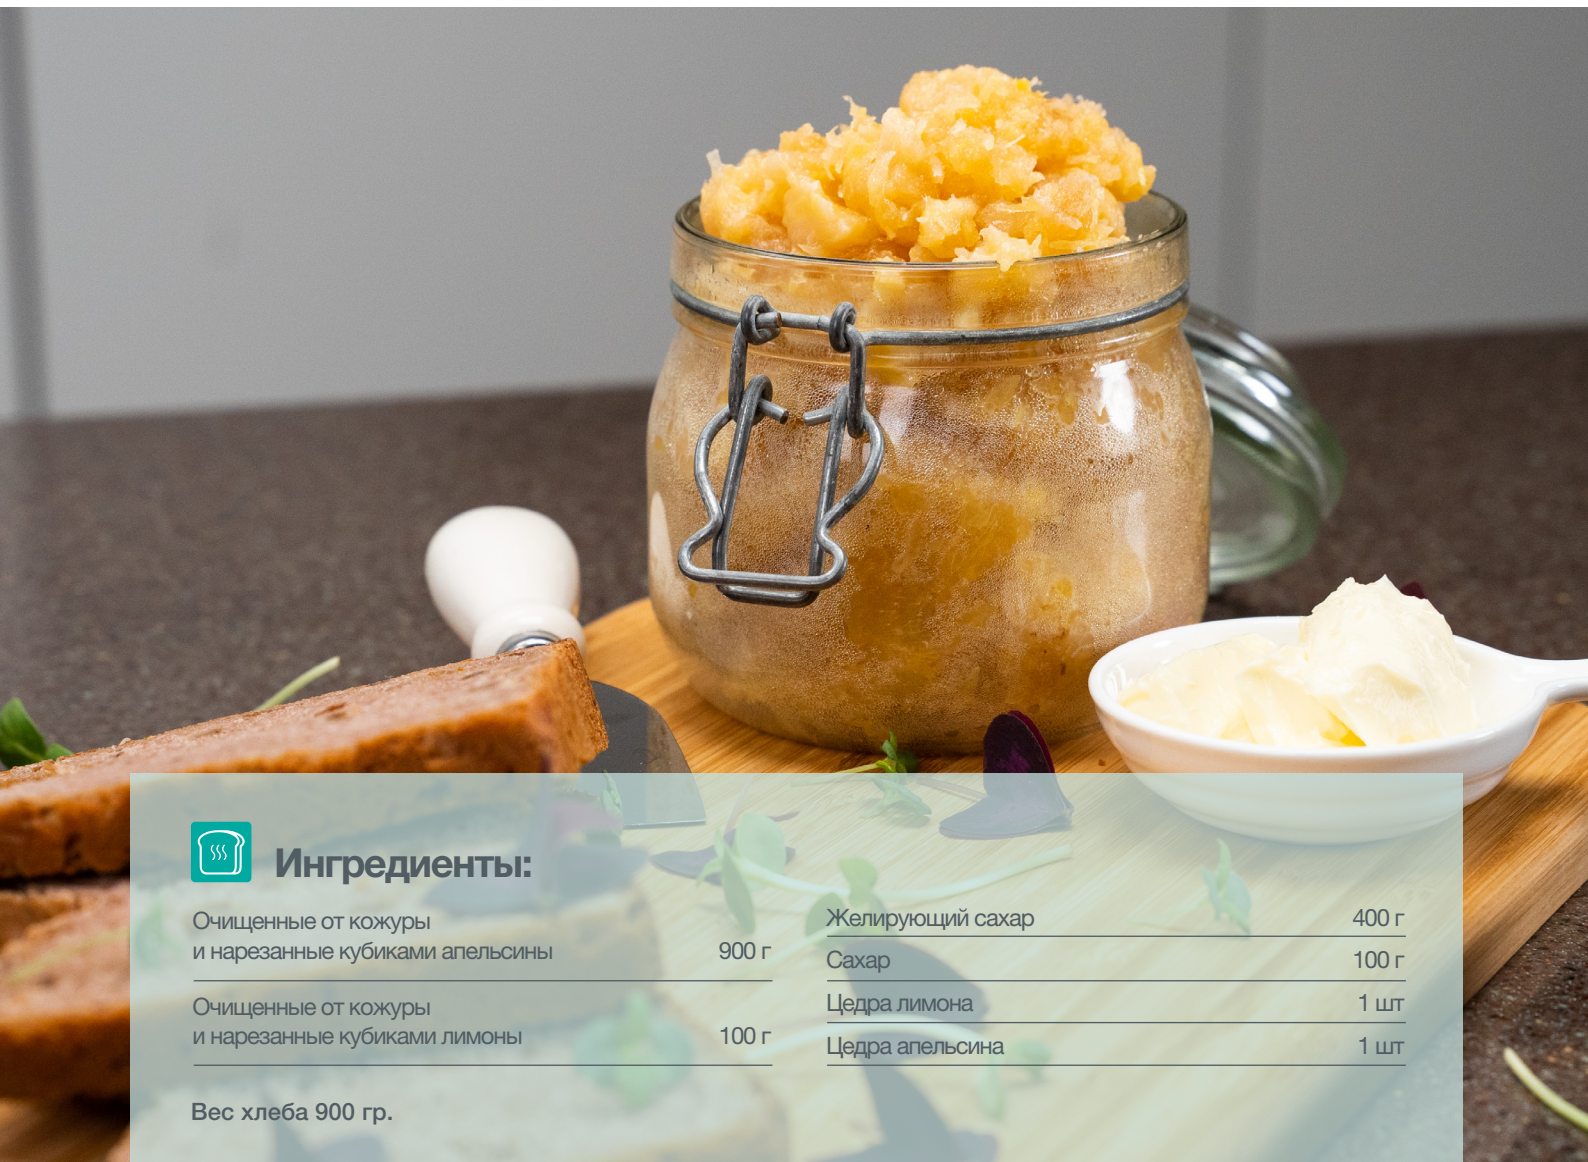 Ингредиенты:
Очищенные от кожуры
и нарезанные кубиками апельсины 900 г
Очищенные от кожуры
и нарезанные кубиками лимоны 100 г
Желирующий сахар 400 г
Сахар 100 г
Цедра лимона 1 шт
Цедра апельсина 1 шт
Вес хлеба 900 гр.